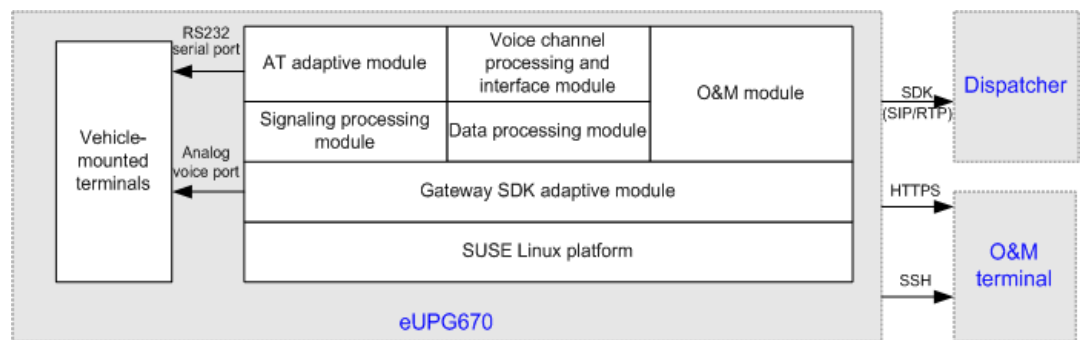 RS232
serial port
AT adaptive module
Voice channel
processing and
interface module
O&M module
Signaling processing
module
Data processing module
Vehicle-
mounted
terminals
Analog
voice port
Gateway SDK adaptive module
SUSE Linux platform
eUPG670
SDK
(SIP/RTP)
Dispatcher
HTTPS
SSH
O&M
terminal